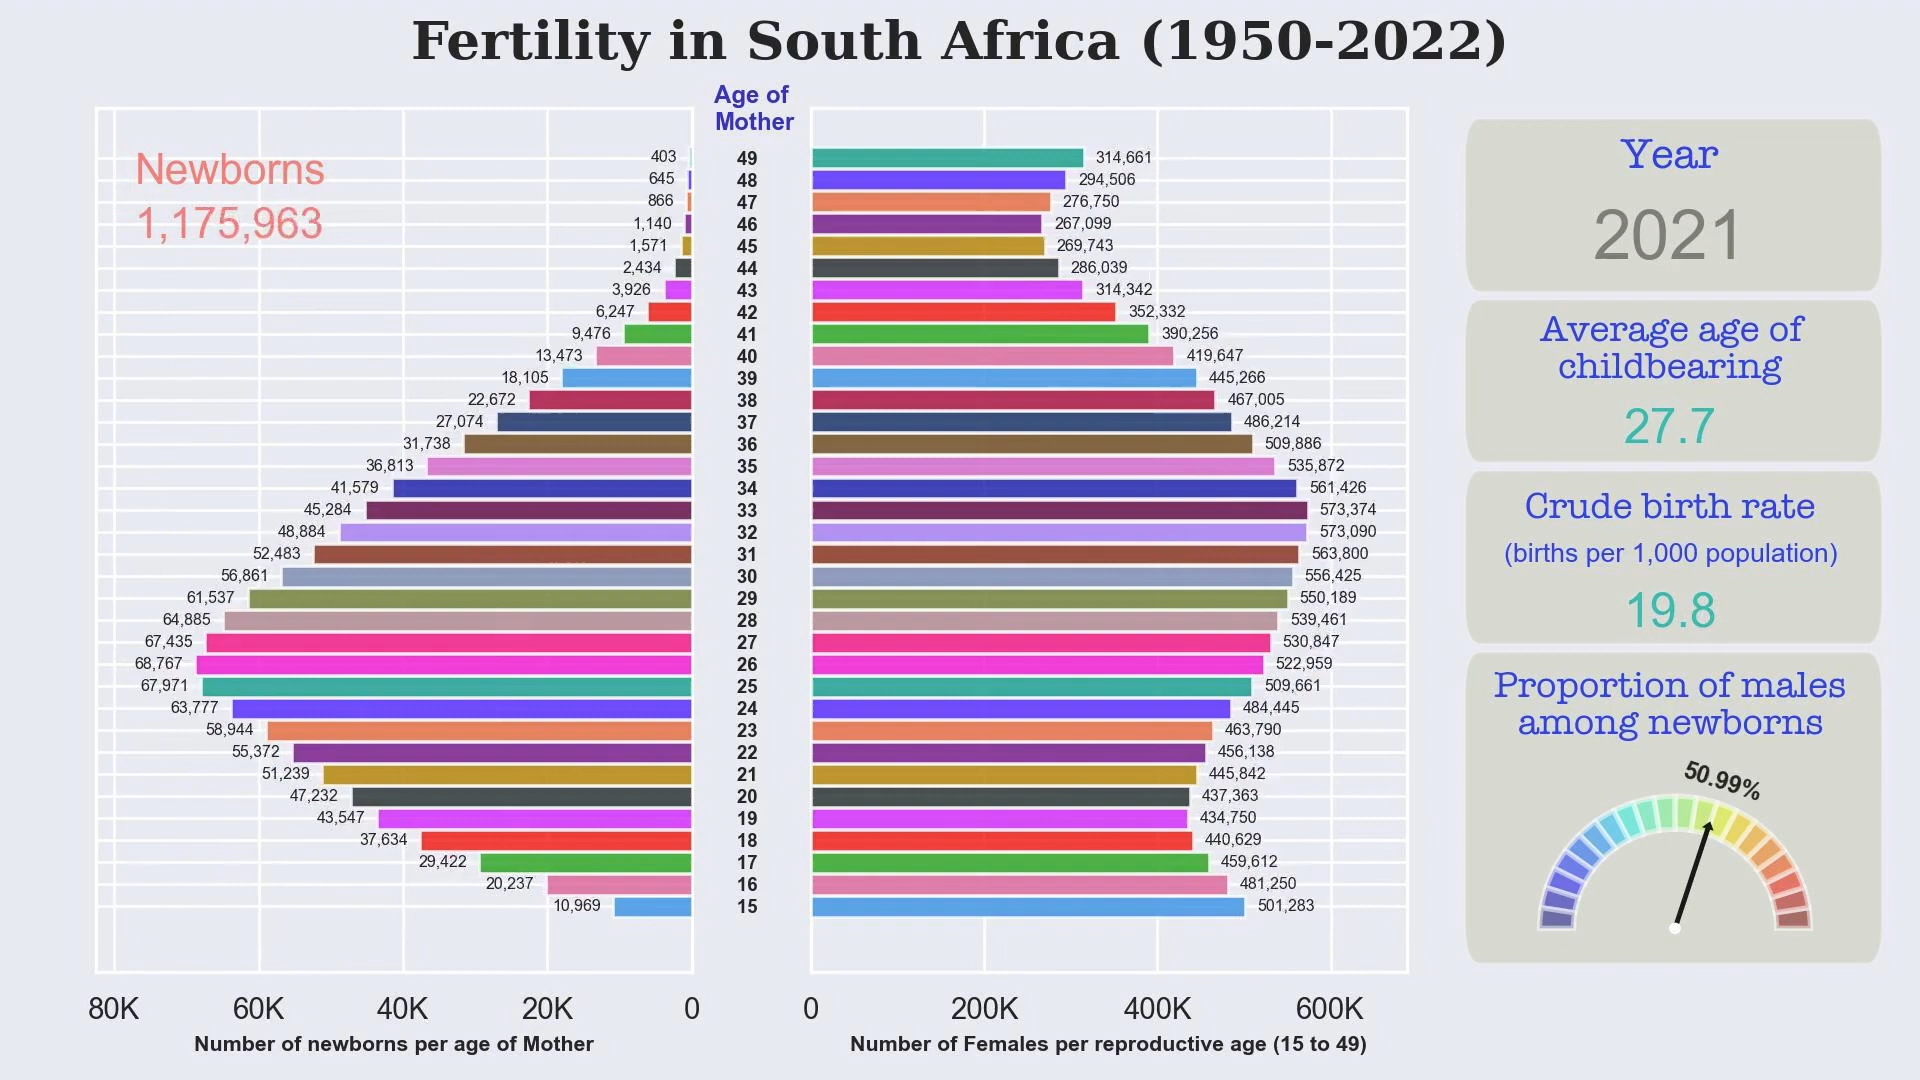 Fertility in South Africa (1950-2022)
Age of
Mother
Newborns
1,175,963
403 49 314,661
645 48 294,506
866 47 276,750
1,140 46 267,099
1,571 45 269,743
2,434 44 286,039
3,926 43 314,342
6,247 42 352,332
9,476 41 390,256
13,473 40 419,647
18,105 39 445,266
22,672 38 467,005
27,074 37 486,214
31,738 36 509,886
36,813 35 535,872
41,579 34 561,426
45,284 33 573,374
48,884 32 573,090
52,483 31 563,800
56,861 30 556,425
61,537 29 550,189
64,885 28 539,461
67,435 27 530,847
68,767 26 522,959
67,971 25 509,661
63,777 24 484,445
58,944 23 463,790
55,372 22 456,138
51,239 21 445,842
47,232 20 437,363
43,547 19 434,750
37,634 18 440,629
29,422 17 459,612
20,237 16 481,250
10,969 15 501,283
80K 60K 40K 20K 0
Number of newborns per age of Mother
0 200K 400K 600K
Number of Females per reproductive age (15 to 49)
Year
2021
Average age of
childbearing
27.7
Crude birth rate
(births per 1,000 population)
19.8
Proportion of males
among newborns
50.99%